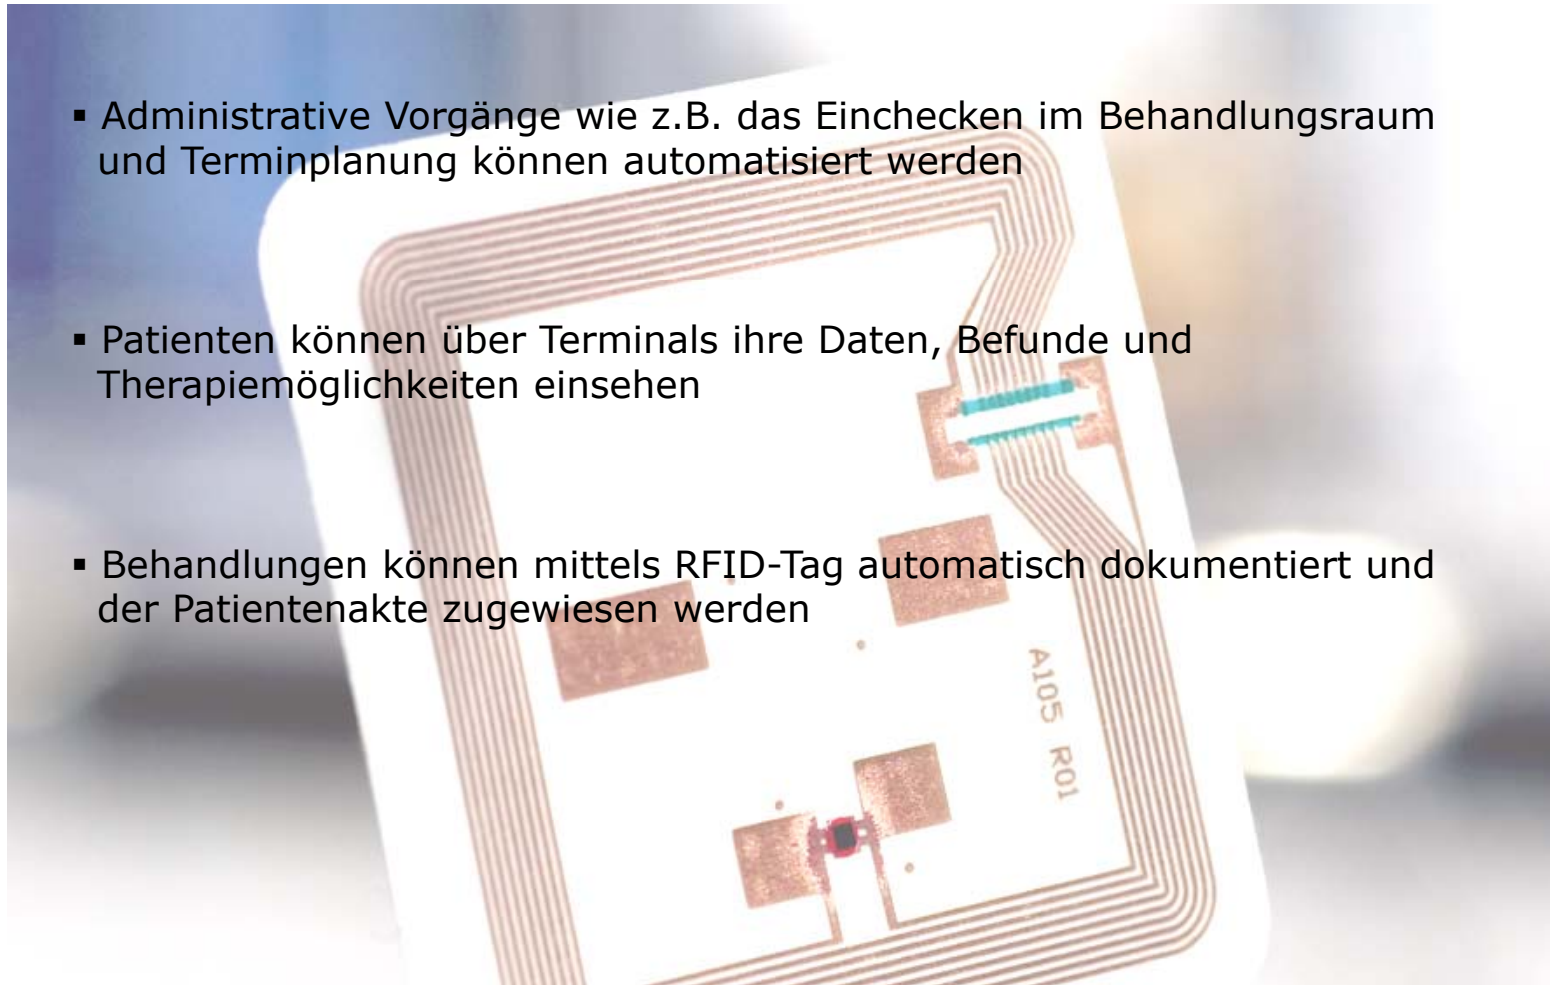 ▪ Administrative Vorgänge wie z.B. das Einchecken im Behandlungsraum
und Terminplanung können automatisiert werden
▪ Patienten können über Terminals ihre Daten, Befunde und
Therapiemöglichkeiten einsehen
▪ Behandlungen können mittels RFID-Tag automatisch dokumentiert und
der Patientenakte zugewiesen werden
A105 R01